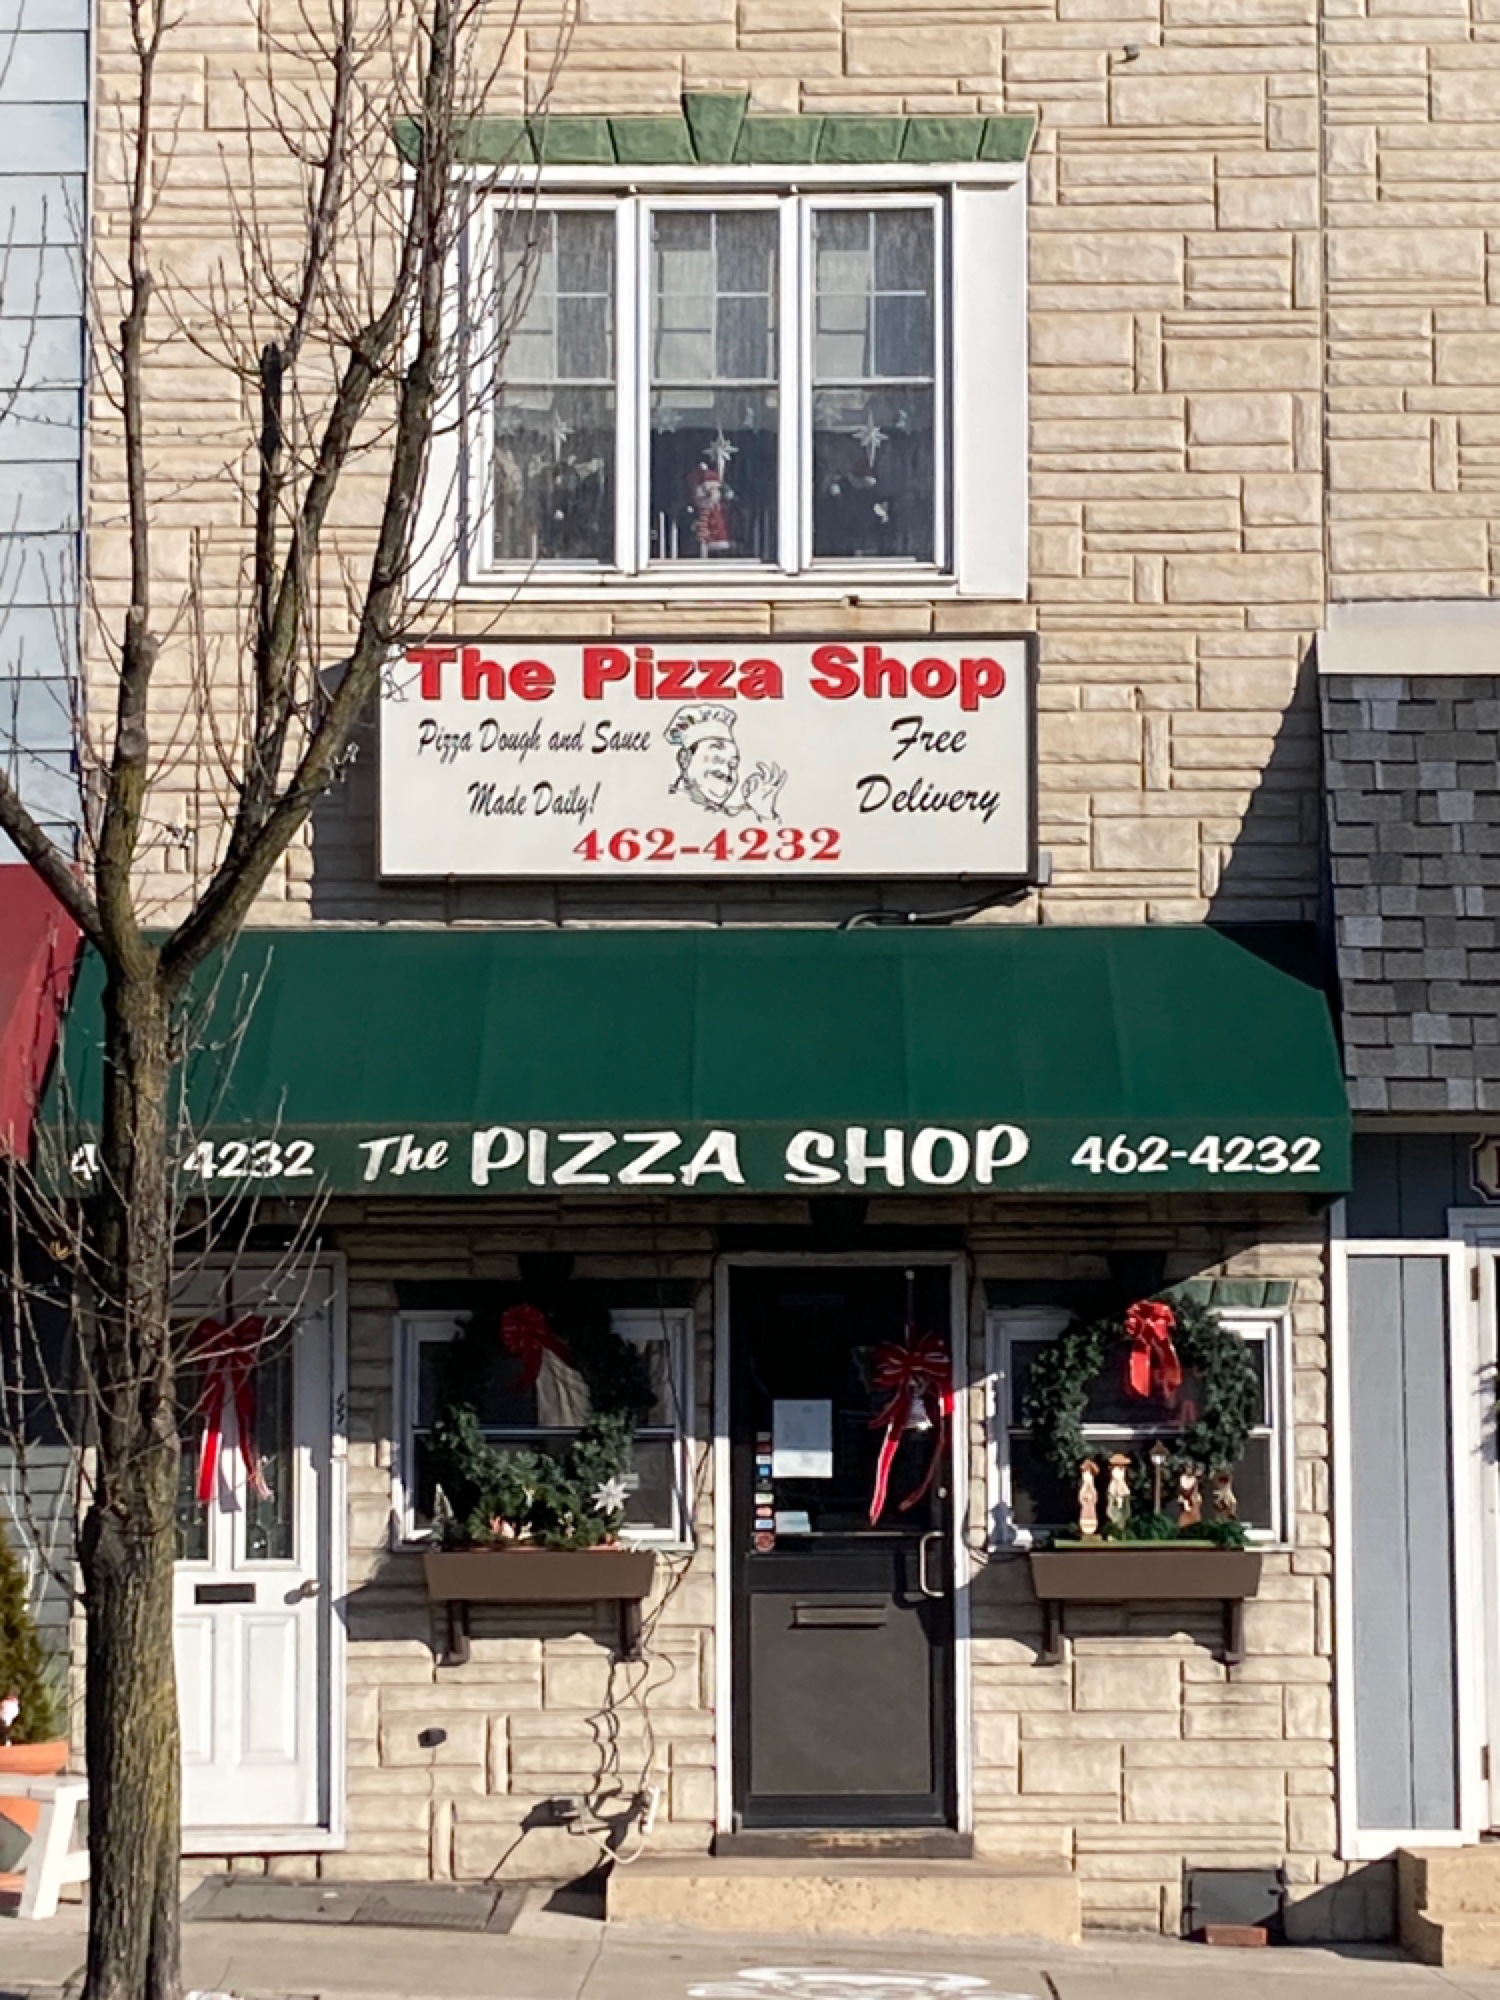 The Pizza Shop
Pizza Dough and Sauce
Made Daily!
Free
Delivery
462-4232
4232 The PIZZA SHOP 462-4232